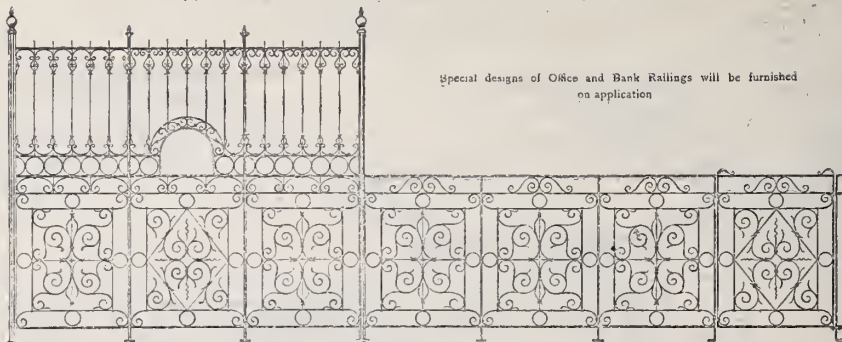 Special designs of Office and Bank Railings will be furnished
on application